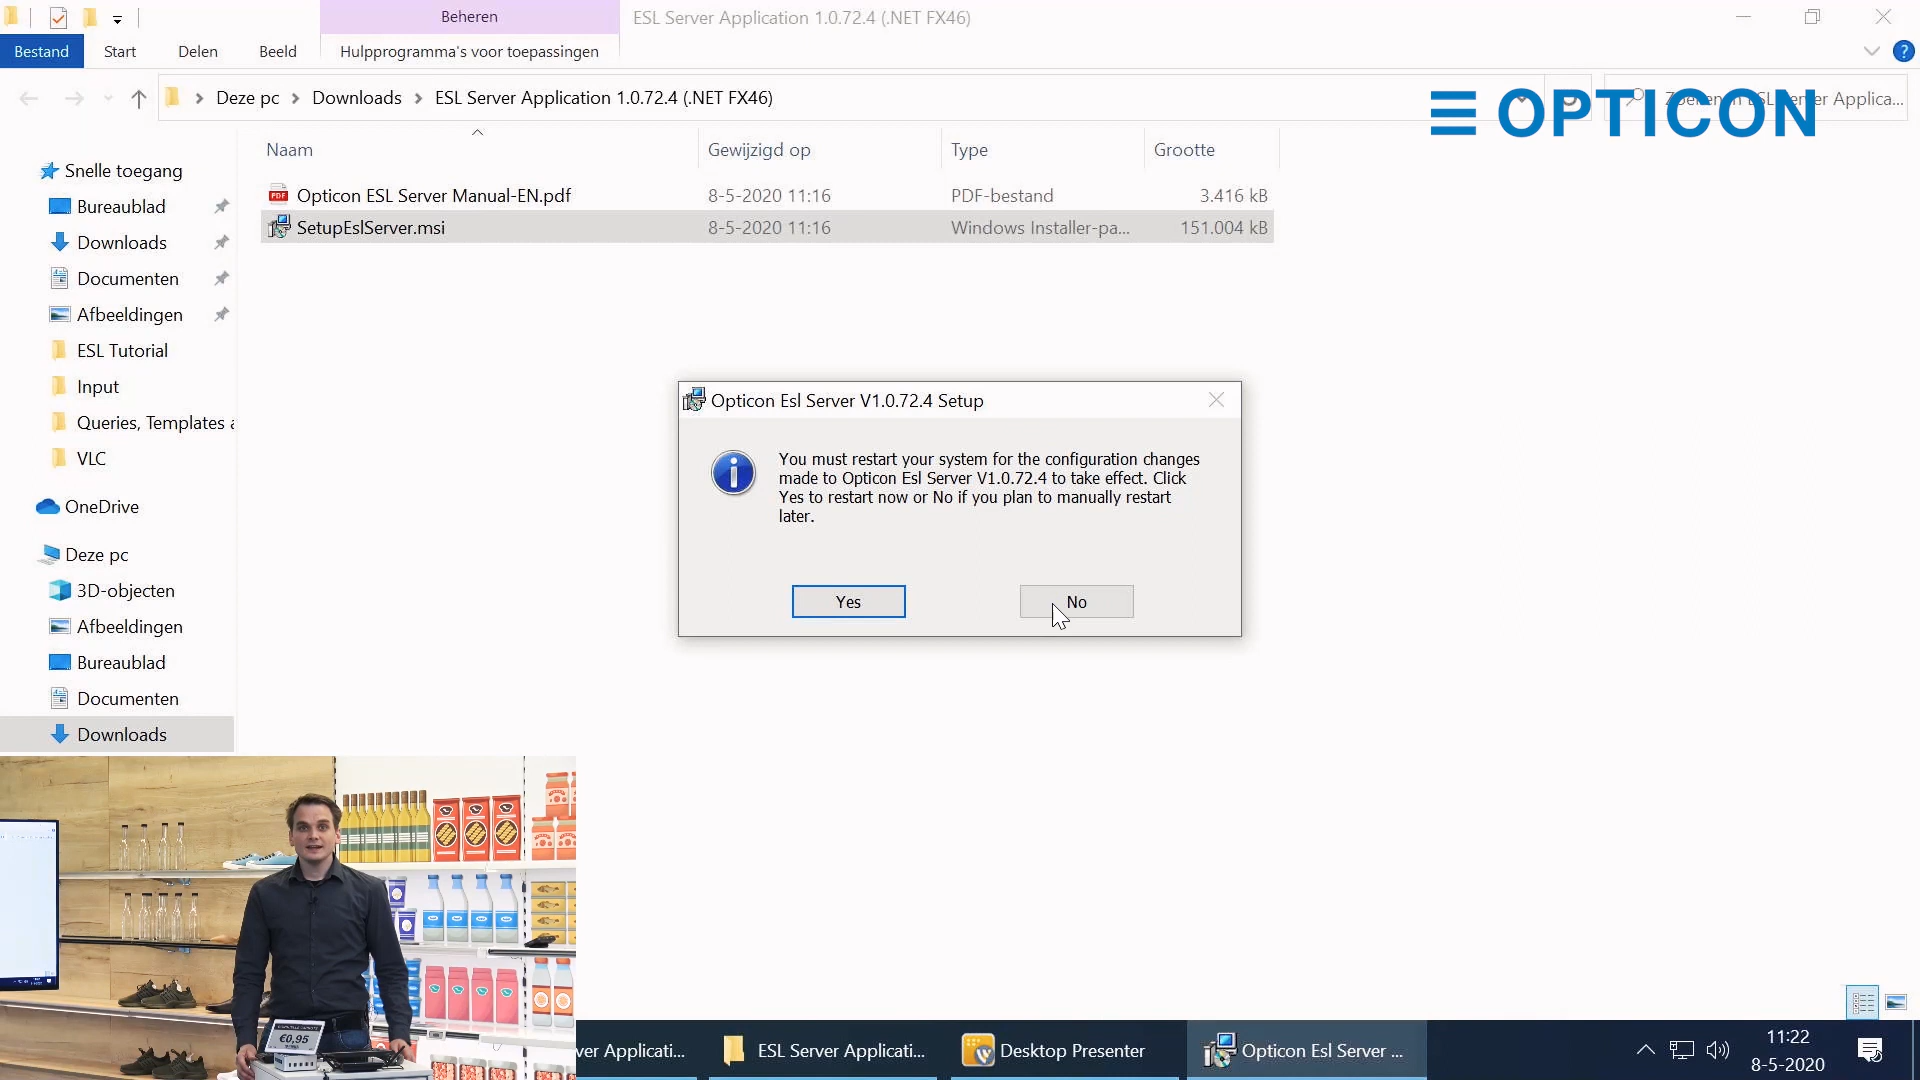 Beheren
ESL Server Application 1.0.72.4 (.NET FX46)
Bestand
Start
Delen
Beeld
Hulpprogramma's voor toepassingen
Deze pc
Downloads
ESL Server Application 1.0.72.4 (.NET FX46)
OPTICON
Naam
Gewijzigd op
Type
Grootte
Opticon ESL Server Manual-EN.pdf
8-5-2020 11:16
PDF-bestand
3.416 kB
SetupEslServer.msi
8-5-2020 11:16
Windows Installer-pa...
151.004 kB
Snelle toegang
Bureaublad
Downloads
Documenten
Afbeeldingen
ESL Tutorial
Input
Queries, Templates a
VLC
OneDrive
Deze pc
3D-objecten
Afbeeldingen
Bureaublad
Documenten
Downloads
Opticon Esl Server V1.0.72.4 Setup
You must restart your system for the configuration changes
made to Opticon Esl Server V1.0.72.4 to take effect. Click
Yes to restart now or No if you plan to manually restart
later.
Yes
No
€0,95
ver Applicati...
ESL Server Applicati...
Desktop Presenter
Opticon Esl Server ...
11:22
8-5-2020